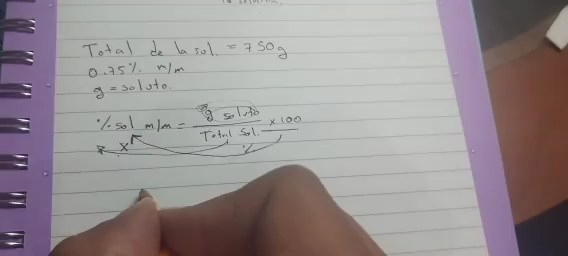 Total de la sol. = 750g
0.75% m/m
g = soluto.
% sol m/m = g soluto / Total Sol. x 100
x